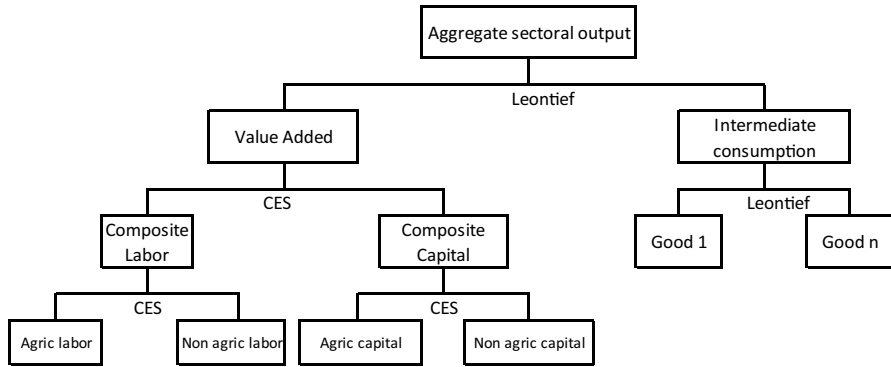 Aggregate sectoral output
Leontief
Value Added
Intermediate
consumption
CES
Leontief
Composite
Labor
Composite
Capital
Good 1
Good n
CES
CES
Agric labor
Non agric labor
Agric capital
Non agric capital